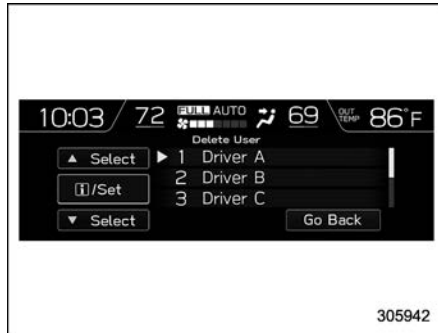 10:03 72 FULL AUTO 69 OUT TEMP 86°F
Delete User
▲ Select ▶ 1 Driver A
i/Set 2 Driver B
3 Driver C
▼ Select Go Back
305942